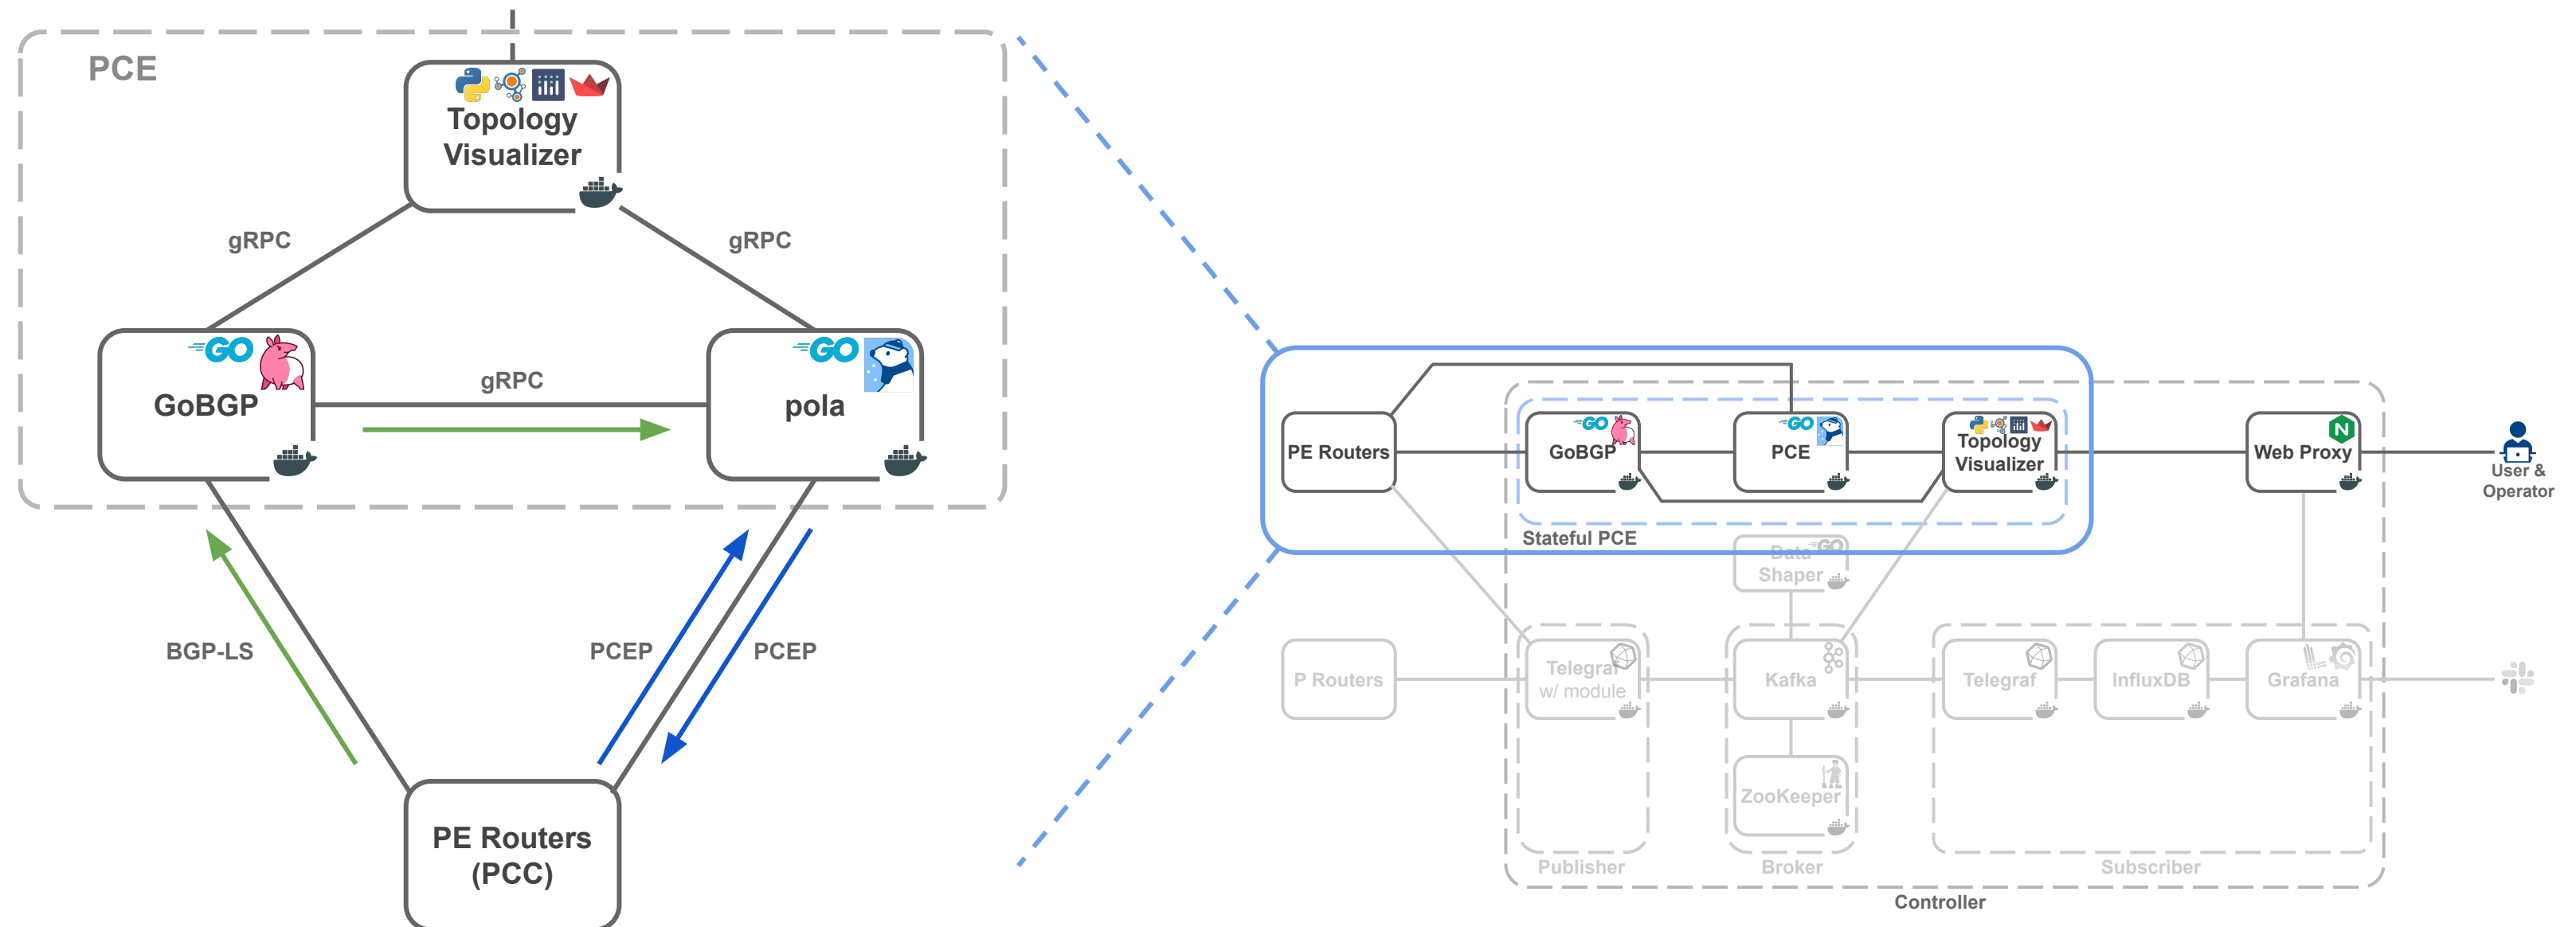 PCE
Topology
Visualizer
gRPC
gRPC
GO
GoBGP
gRPC
GO
pola
BGP-LS
PCEP
PCEP
PE Routers
(PCC)
PE Routers
GO
GoBGP
GO
PCE
Topology
Visualizer
N
Web Proxy
User &
Operator
Stateful PCE
GO
Data
Shaper
P Routers
Telegraf
w/ module
Kafka
Telegraf
InfluxDB
Grafana
ZooKeeper
Publisher
Broker
Subscriber
Controller